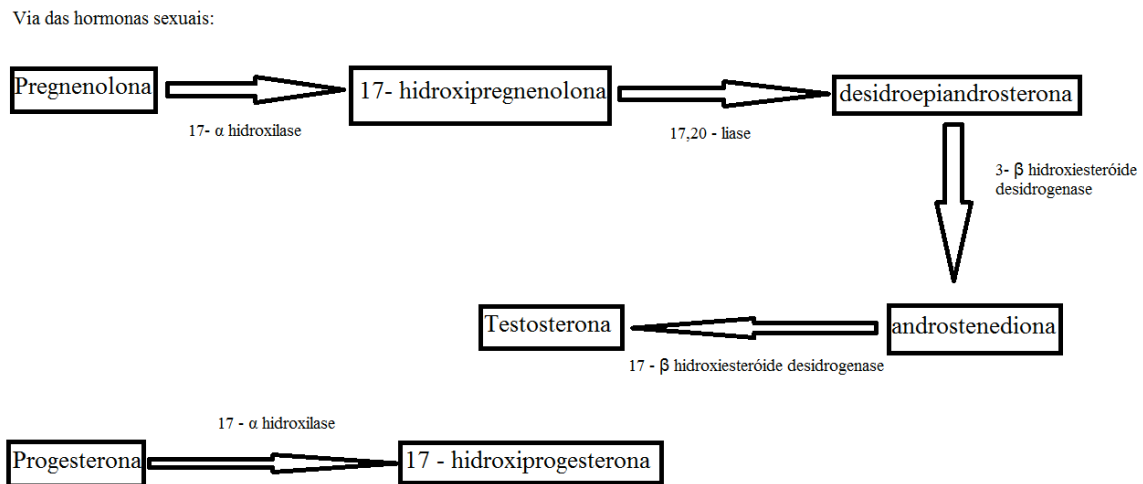 Via das hormonas sexuais:
Pregnenolona
17- hidroxipregnenolona
desidroepiandrosterona
17- α hidroxilase
17,20 - liase
3- β hidroxiesteróide
desidrogenase
Testosterona
androstenediona
17 - β hidroxiesteróide desidrogenase
17 - α hidroxilase
Progesterona
17 - hidroxiprogesterona